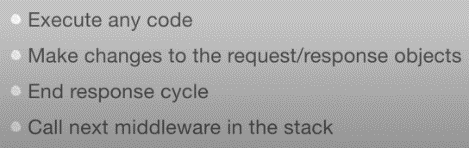 Execute any code
Make changes to the request/response objects
End response cycle
Call next middleware in the stack